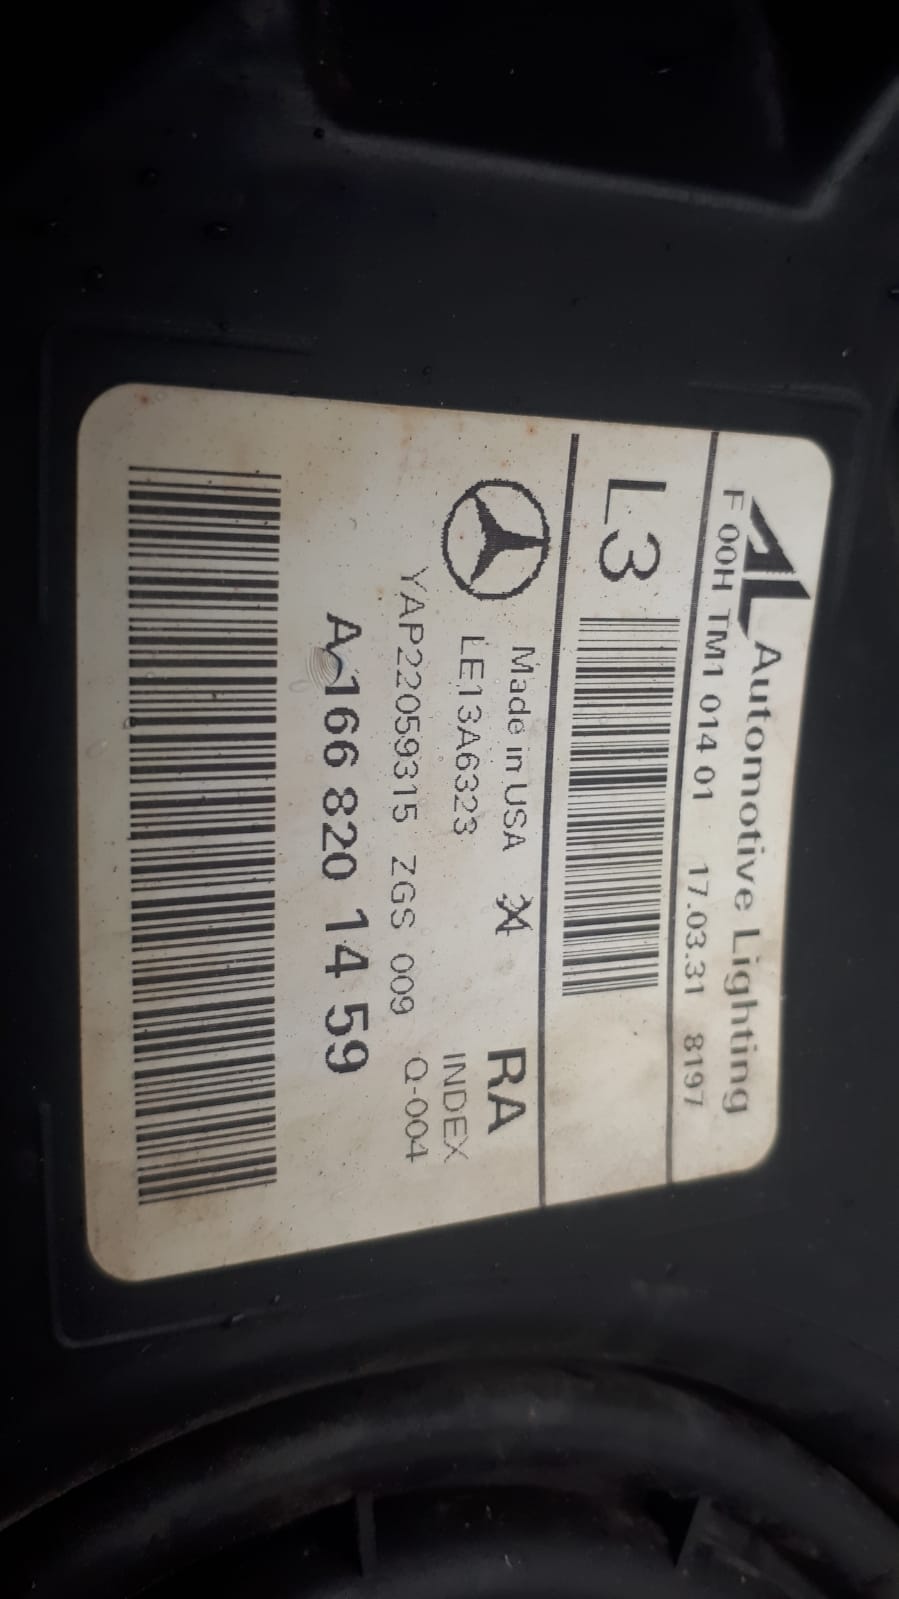 AL Automotive Lighting
F 00H TM1 014 01 17.03.31 8197
L3
Made in USA RA
LE13A6323 INDEX
YAP22059315 ZGS 009 Q-004
A 166 820 14 59